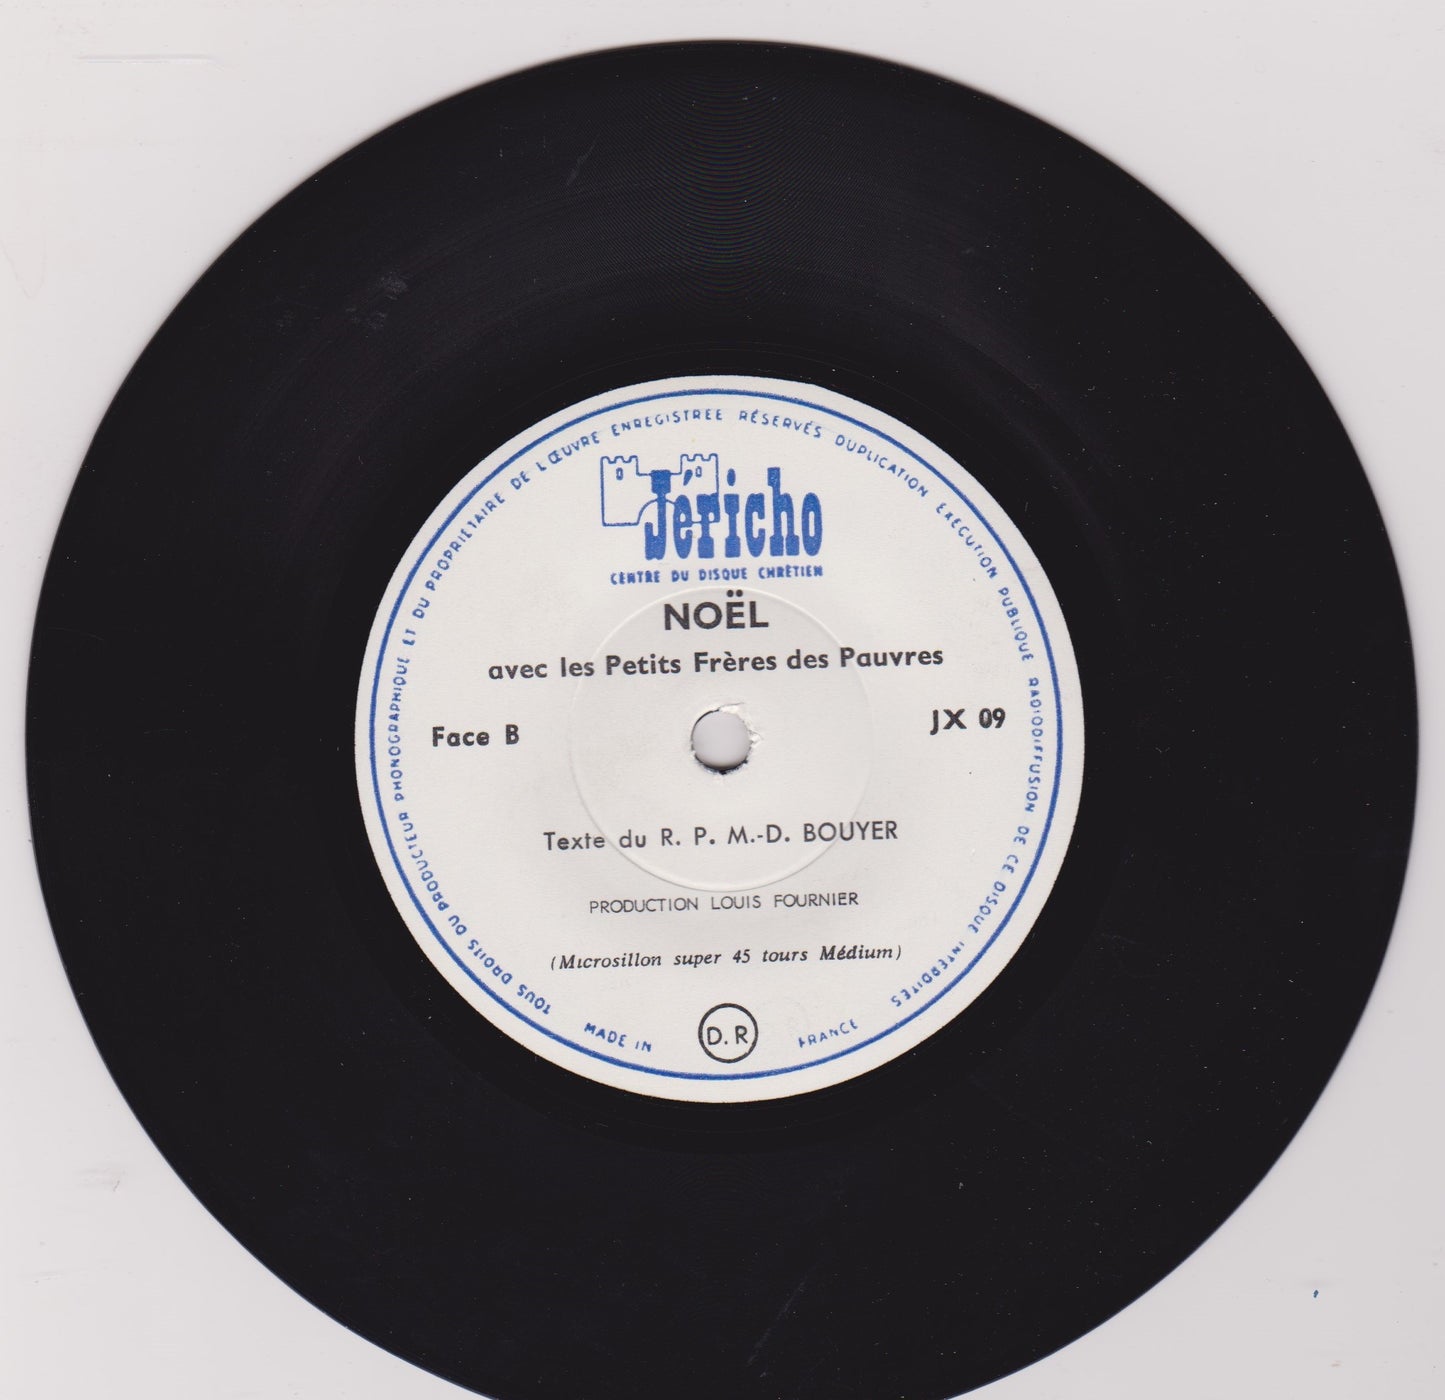 TOUS DROITS DU PRODUCTEUR PHONOGRAPHIQUE ET DU PROPRIÉTAIRE DE L'ŒUVRE ENREGISTRÉE RÉSERVÉS DUPLICATION EXÉCUTION PUBLIQUE RADIODIFFUSION DE CE DISQUE INTERDITES
Jéricho
CENTRE DU DISQUE CHRÉTIEN
NOËL
avec les Petits Frères des Pauvres
Face B
JX 09
Texte du R. P. M.-D. BOUYER
PRODUCTION LOUIS FOURNIER
(Microsillon super 45 tours Médium)
MADE IN FRANCE
D.R